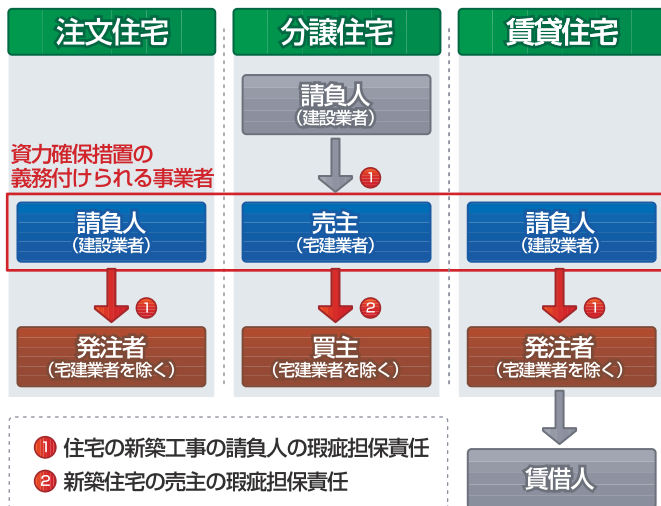 注文住宅
分譲住宅
賃貸住宅
請負人
(建設業者)
1
資力確保措置の
義務付けられる事業者
請負人
(建設業者)
売主
(宅建業者)
請負人
(建設業者)
1
2
1
発注者
(宅建業者を除く)
買主
(宅建業者を除く)
発注者
(宅建業者を除く)
1 住宅の新築工事の請負人の瑕疵担保責任
2 新築住宅の売主の瑕疵担保責任
賃借人